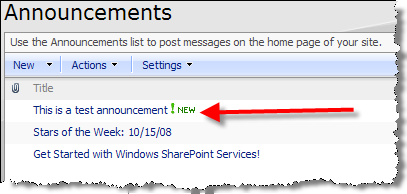 Announcements
Use the Announcements list to post messages on the home page of your site.
New Actions Settings
Title
This is a test announcement ! NEW
Stars of the Week: 10/15/08
Get Started with Windows SharePoint Services!